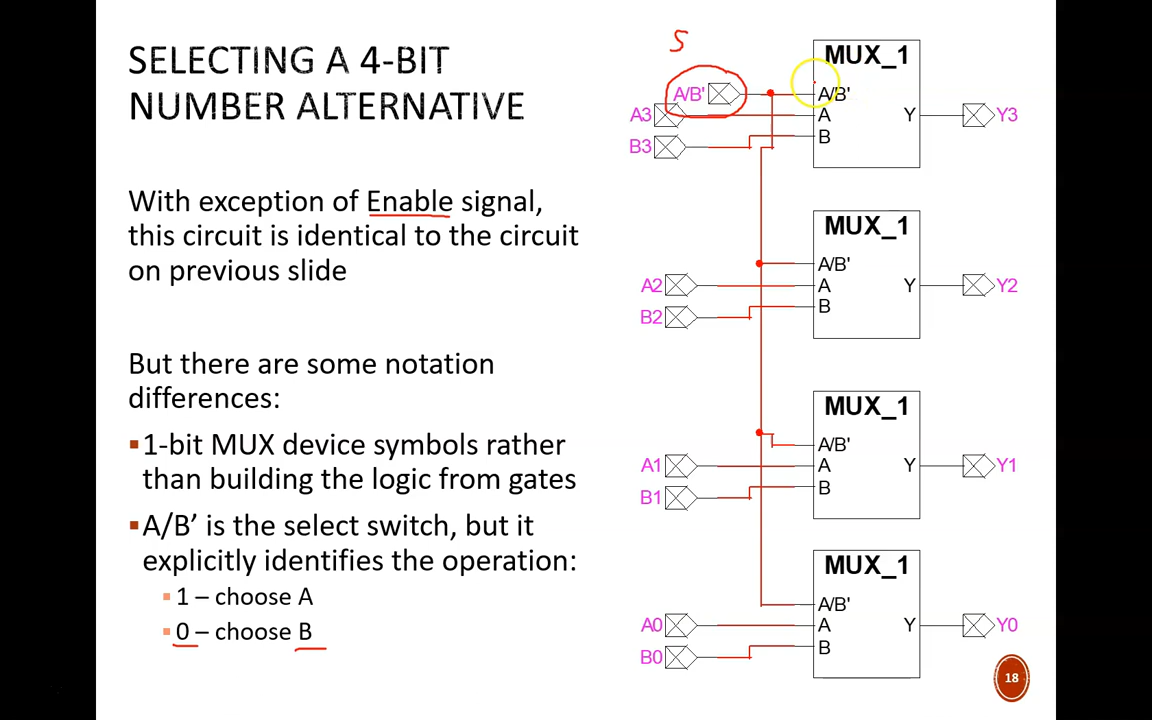 SELECTING A 4-BIT
NUMBER ALTERNATIVE
With exception of Enable signal,
this circuit is identical to the circuit
on previous slide
But there are some notation
differences:
▪1-bit MUX device symbols rather
than building the logic from gates
▪A/B’ is the select switch, but it
explicitly identifies the operation:
▪ 1 – choose A
▪ 0 – choose B
S
MUX_1
A/B'
A/B'
A3
A
Y
Y3
B3
B
MUX_1
A/B'
A2
A
Y
Y2
B2
B
MUX_1
A/B'
A1
A
Y
Y1
B1
B
MUX_1
A/B'
A0
A
Y
Y0
B0
B
18